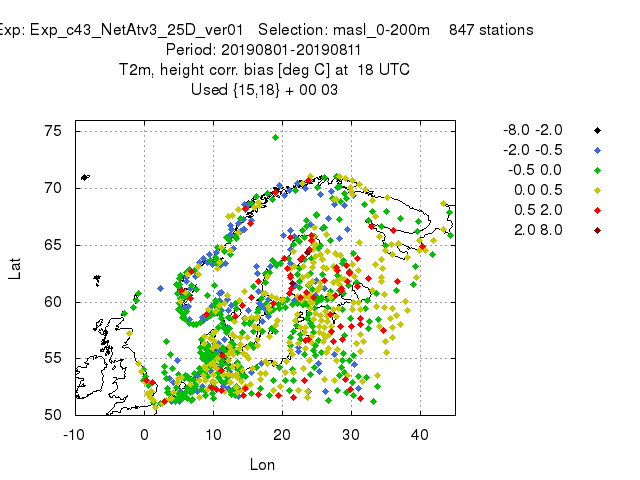 Exp: Exp_c43_NetAtv3_25D_ver01 Selection: masl_0-200m 847 stations
Period: 20190801-20190811
T2m, height corr. bias [deg C] at 18 UTC
Used {15,18} + 00 03
-8.0 -2.0
-2.0 -0.5
-0.5 0.0
0.0 0.5
0.5 2.0
2.0 8.0
75
70
65
60
55
50
Lat
-10 0 10 20 30 40
Lon